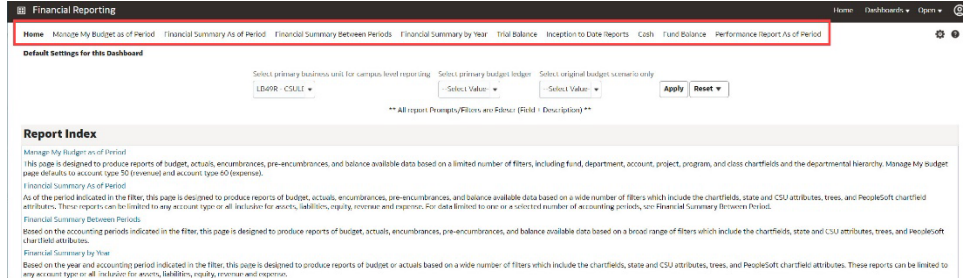 Financial Reporting
Home Dashboards Open
Home Manage My Budget as of Period Financial Summary As of Period Financial Summary Between Periods Financial Summary by Year Trial Balance Inception to Date Reports Cash Fund Balance Performance Report As of Period
Default Settings for this Dashboard
Select primary business unit for campus level reporting Select primary budget ledger Select original budget scenario only
LB49R - CSULE --Select Value-- --Select Value-- Apply Reset
** All report Prompts/Filters are Fdescr (Field + Description) **
Report Index
Manage My Budget as of Period
This page is designed to produce reports of budget, actuals, encumbrances, pre-encumbrances, and balance available data based on a limited number of filters, including fund, department, account, project, program, and class chartfields and the departmental hierarchy. Manage My Budget
page defaults to account type 50 (revenue) and account type 60 (expense).
Financial Summary As of Period
As of the period indicated in the filter, this page is designed to produce reports of budget, actuals, encumbrances, pre-encumbrances, and balance available data based on a wide number of filters which include the chartfields, state and CSU attributes, trees, and PeopleSoft chartfield
attributes. These reports can be limited to any account type or all inclusive for assets, liabilities, equity, revenue and expense. For data limited to one or a selected number of accounting periods, see Financial Summary Between Period.
Financial Summary Between Periods
Based on the accounting periods indicated in the filter, this page is designed to produce reports of budget, actuals, encumbrances, pre-encumbrances, and balance available data based on a broad range of filters which include the chartfields, state and CSU attributes, trees, and PeopleSoft
chartfield attributes.
Financial Summary by Year
Based on the year and accounting period indicated in the filter, this page is designed to produce reports of budget or actuals based on a wide number of filters which include the chartfields, state and CSU attributes, trees, and PeopleSoft chartfield attributes. These reports can be limited to
any account type or all inclusive for assets, liabilities, equity, revenue and expense.